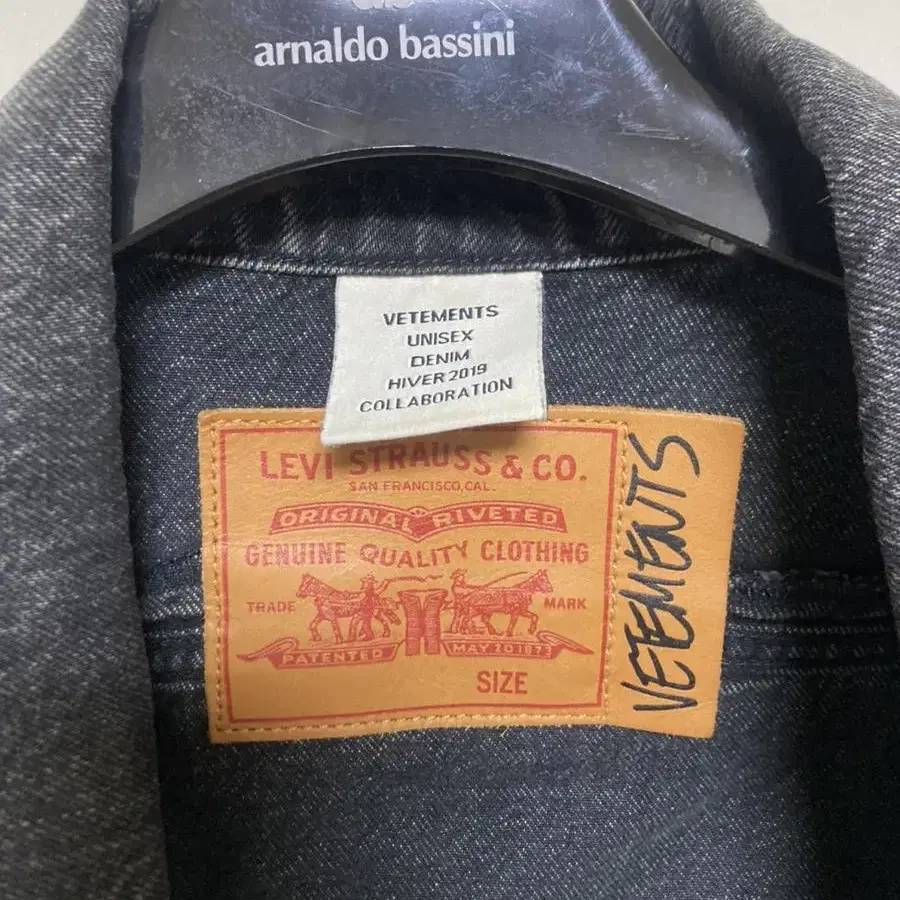 arnaldo bassini
VETEMENTS
UNISEX
DENIM
HIVER 2019
COLLABORATION
LEVI STRAUSS & CO.
SAN FRANCISCO, CAL.
ORIGINAL RIVETED
GENUINE QUALITY CLOTHING
TRADE MARK
PATENTED MAY 20 1873
SIZE
VETEMENTS